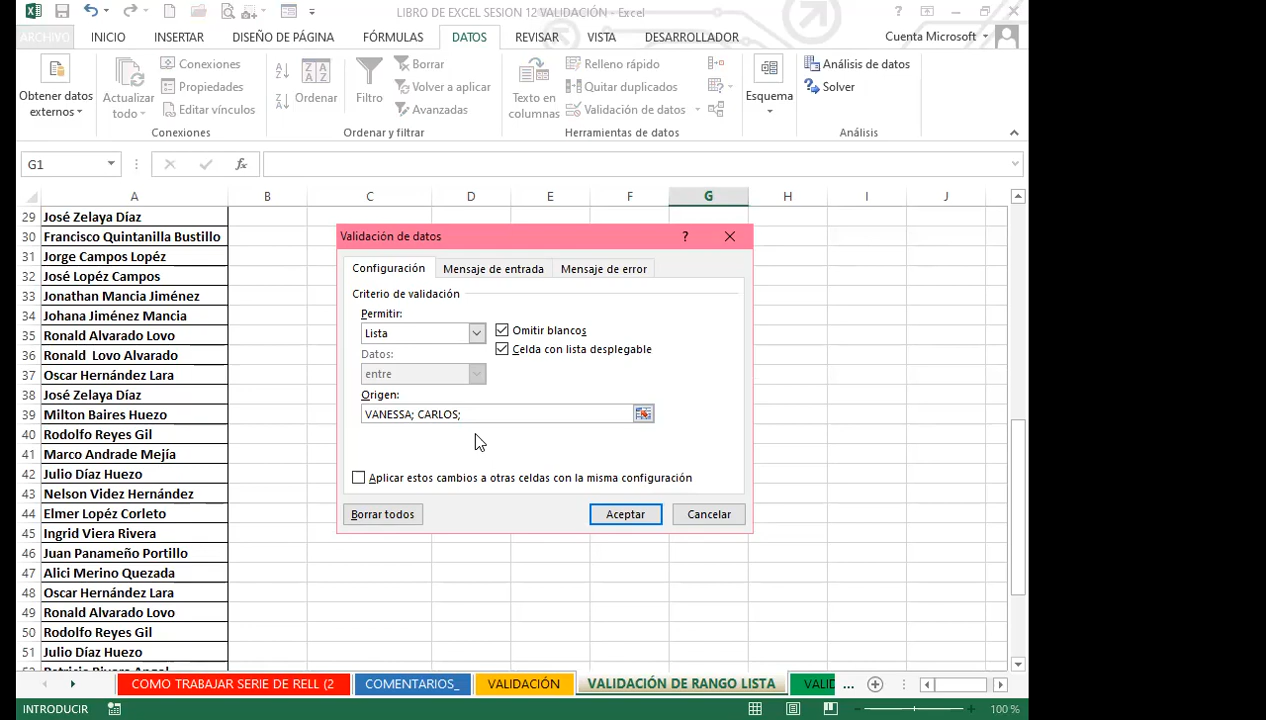 LIBRO DE EXCEL SESION 12 VALIDACIÓN - Excel
ARCHIVO INICIO INSERTAR DISEÑO DE PÁGINA FÓRMULAS DATOS REVISAR VISTA DESARROLLADOR Cuenta Microsoft
Obtener datos externos
Actualizar todo
Conexiones
Propiedades
Editar vínculos
Conexiones
Ordenar
Filtro
Borrar
Volver a aplicar
Avanzadas
Ordenar y filtrar
Texto en columnas
Relleno rápido
Quitar duplicados
Validación de datos
Herramientas de datos
Esquema
Análisis de datos
Solver
Análisis
G1
fx
A B C D E F G H I J
29 José Zelaya Díaz
30 Francisco Quintanilla Bustillo
31 Jorge Campos Lopéz
32 José Lopéz Campos
33 Jonathan Mancia Jiménez
34 Johana Jiménez Mancia
35 Ronald Alvarado Lovo
36 Ronald  Lovo Alvarado
37 Oscar Hernández Lara
38 José Zelaya Díaz
39 Milton Baires Huezo
40 Rodolfo Reyes Gil
41 Marco Andrade Mejía
42 Julio Díaz Huezo
43 Nelson Videz Hernández
44 Elmer Lopéz Corleto
45 Ingrid Viera Rivera
46 Juan Panameño Portillo
47 Alici Merino Quezada
48 Oscar Hernández Lara
49 Ronald Alvarado Lovo
50 Rodolfo Reyes Gil
51 Julio Díaz Huezo
Validación de datos ?
Configuración Mensaje de entrada Mensaje de error
Criterio de validación
Permitir:
Lista
Omitir blancos
Celda con lista desplegable
Datos:
entre
Origen:
VANESSA; CARLOS;
Aplicar estos cambios a otras celdas con la misma configuración
Borrar todos Aceptar Cancelar
COMO TRABAJAR SERIE DE RELL (2 COMENTARIOS_ VALIDACIÓN VALIDACIÓN DE RANGO LISTA VALID ...
INTRODUCIR 100 %